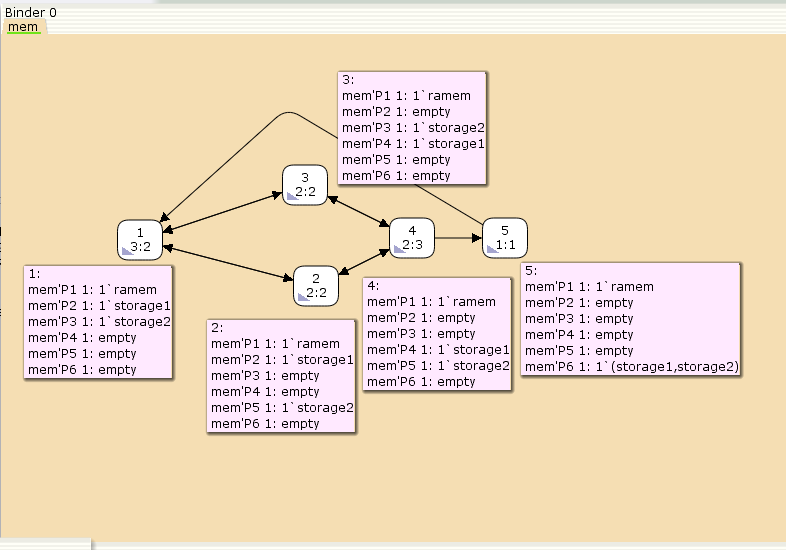 Binder 0
mem
3:
mem'P1 1: 1`ramem
mem'P2 1: empty
mem'P3 1: 1`storage2
mem'P4 1: 1`storage1
mem'P5 1: empty
mem'P6 1: empty
3
2:2
1
3:2
4
2:3
5
1:1
2
2:2
1:
mem'P1 1: 1`ramem
mem'P2 1: 1`storage1
mem'P3 1: 1`storage2
mem'P4 1: empty
mem'P5 1: empty
mem'P6 1: empty
2:
mem'P1 1: 1`ramem
mem'P2 1: 1`storage1
mem'P3 1: empty
mem'P4 1: empty
mem'P5 1: 1`storage2
mem'P6 1: empty
4:
mem'P1 1: 1`ramem
mem'P2 1: empty
mem'P3 1: empty
mem'P4 1: 1`storage1
mem'P5 1: 1`storage2
mem'P6 1: empty
5:
mem'P1 1: 1`ramem
mem'P2 1: empty
mem'P3 1: empty
mem'P4 1: empty
mem'P5 1: empty
mem'P6 1: 1`(storage1,storage2)